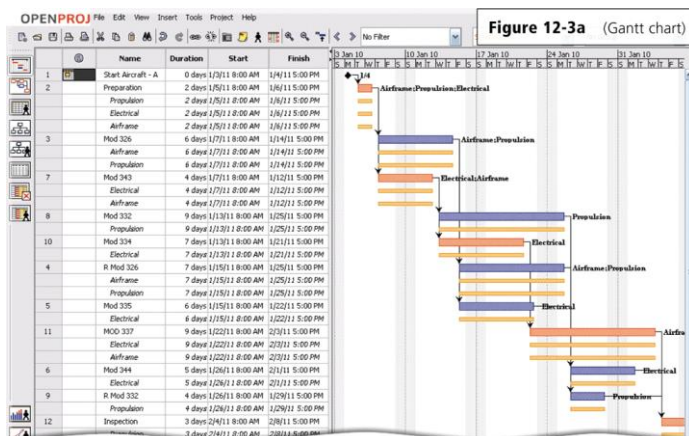 OPENPROJ File Edit View Insert Tools Project Help
Figure 12-3a (Gantt chart)
No Filter
Name Duration Start Finish
3 Jan 10 10 Jan 10 17 Jan 10 24 Jan 10 31 Jan 10
S M T W T F S S M T W T F S S M T W T F S S M T W T F S S M T W T F S
1 Start Aircraft - A 0 days 1/3/11 8:00 AM 1/4/11 5:00 PM 1/4
2 Preparation 2 days 1/5/11 8:00 AM 1/6/11 5:00 PM Airframe;Propulsion;Electrical
Propulsion 2 days 1/5/11 8:00 AM 1/6/11 5:00 PM
Electrical 2 days 1/5/11 8:00 AM 1/6/11 5:00 PM
Airframe 2 days 1/5/11 8:00 AM 1/6/11 5:00 PM
3 Mod 326 6 days 1/7/11 8:00 AM 1/14/11 5:00 PM Airframe;Propulsion
Airframe 6 days 1/7/11 8:00 AM 1/14/11 5:00 PM
Propulsion 6 days 1/7/11 8:00 AM 1/14/11 5:00 PM
7 Mod 343 4 days 1/7/11 8:00 AM 1/12/11 5:00 PM Electrical;Airframe
Electrical 4 days 1/7/11 8:00 AM 1/12/11 5:00 PM
Airframe 4 days 1/7/11 8:00 AM 1/12/11 5:00 PM
8 Mod 332 9 days 1/13/11 8:00 AM 1/25/11 5:00 PM Propulsion
Propulsion 9 days 1/13/11 8:00 AM 1/25/11 5:00 PM
10 Mod 334 7 days 1/13/11 8:00 AM 1/21/11 5:00 PM Electrical
Electrical 7 days 1/13/11 8:00 AM 1/21/11 5:00 PM
4 R Mod 326 7 days 1/15/11 8:00 AM 1/25/11 5:00 PM Airframe;Propulsion
Airframe 7 days 1/15/11 8:00 AM 1/25/11 5:00 PM
Propulsion 7 days 1/15/11 8:00 AM 1/25/11 5:00 PM
5 Mod 335 6 days 1/15/11 8:00 AM 1/22/11 5:00 PM Electrical
Electrical 6 days 1/15/11 8:00 AM 1/22/11 5:00 PM
11 MOD 337 9 days 1/22/11 8:00 AM 2/3/11 5:00 PM Airfra
Electrical 9 days 1/22/11 8:00 AM 2/3/11 5:00 PM
Airframe 9 days 1/22/11 8:00 AM 2/3/11 5:00 PM
6 Mod 344 5 days 1/26/11 8:00 AM 2/1/11 5:00 PM Electrical
Electrical 5 days 1/26/11 8:00 AM 2/1/11 5:00 PM
9 R Mod 332 4 days 1/26/11 8:00 AM 1/29/11 5:00 PM Propulsion
Propulsion 4 days 1/26/11 8:00 AM 1/29/11 5:00 PM
12 Inspection 3 days 2/4/11 8:00 AM 2/8/11 5:00 PM
Propulsion 3 days 2/4/11 8:00 AM 2/8/11 5:00 PM